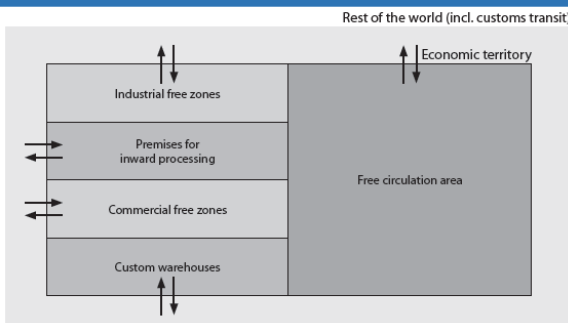 Rest of the world (incl. customs transit)
Economic territory
Industrial free zones
Premises for
inward processing
Free circulation area
Commercial free zones
Custom warehouses